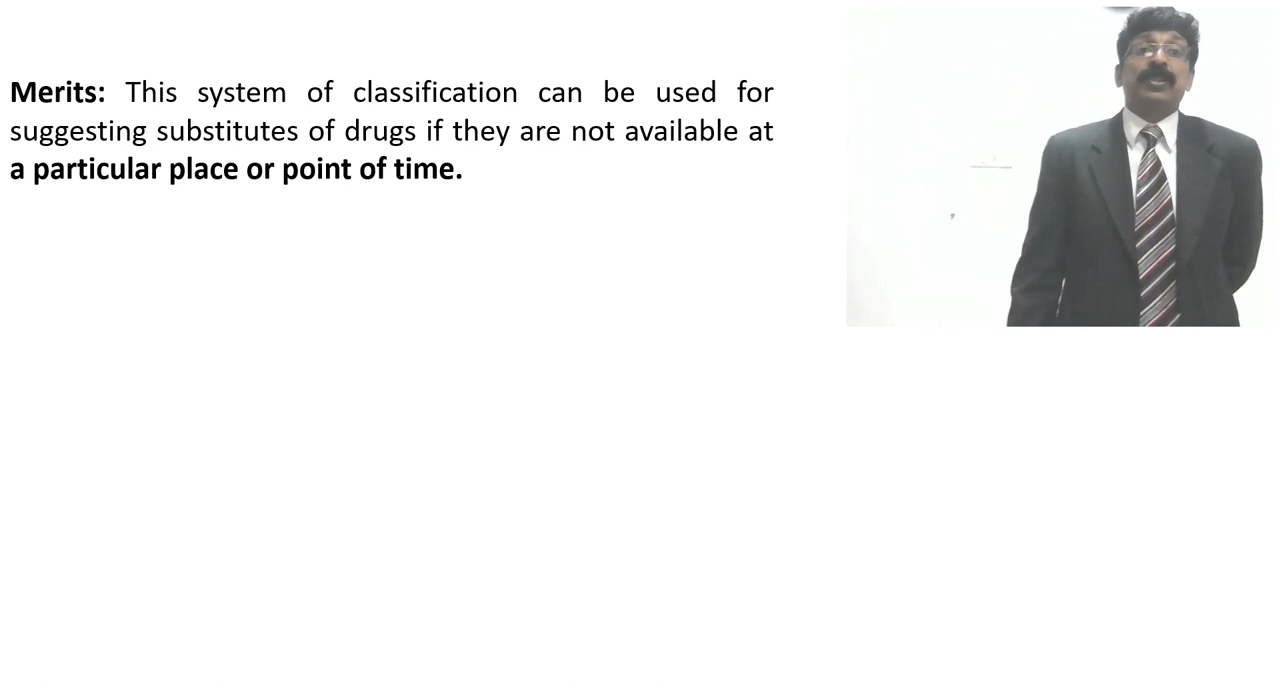 Merits: This system of classification can be used for
suggesting substitutes of drugs if they are not available at
a particular place or point of time.